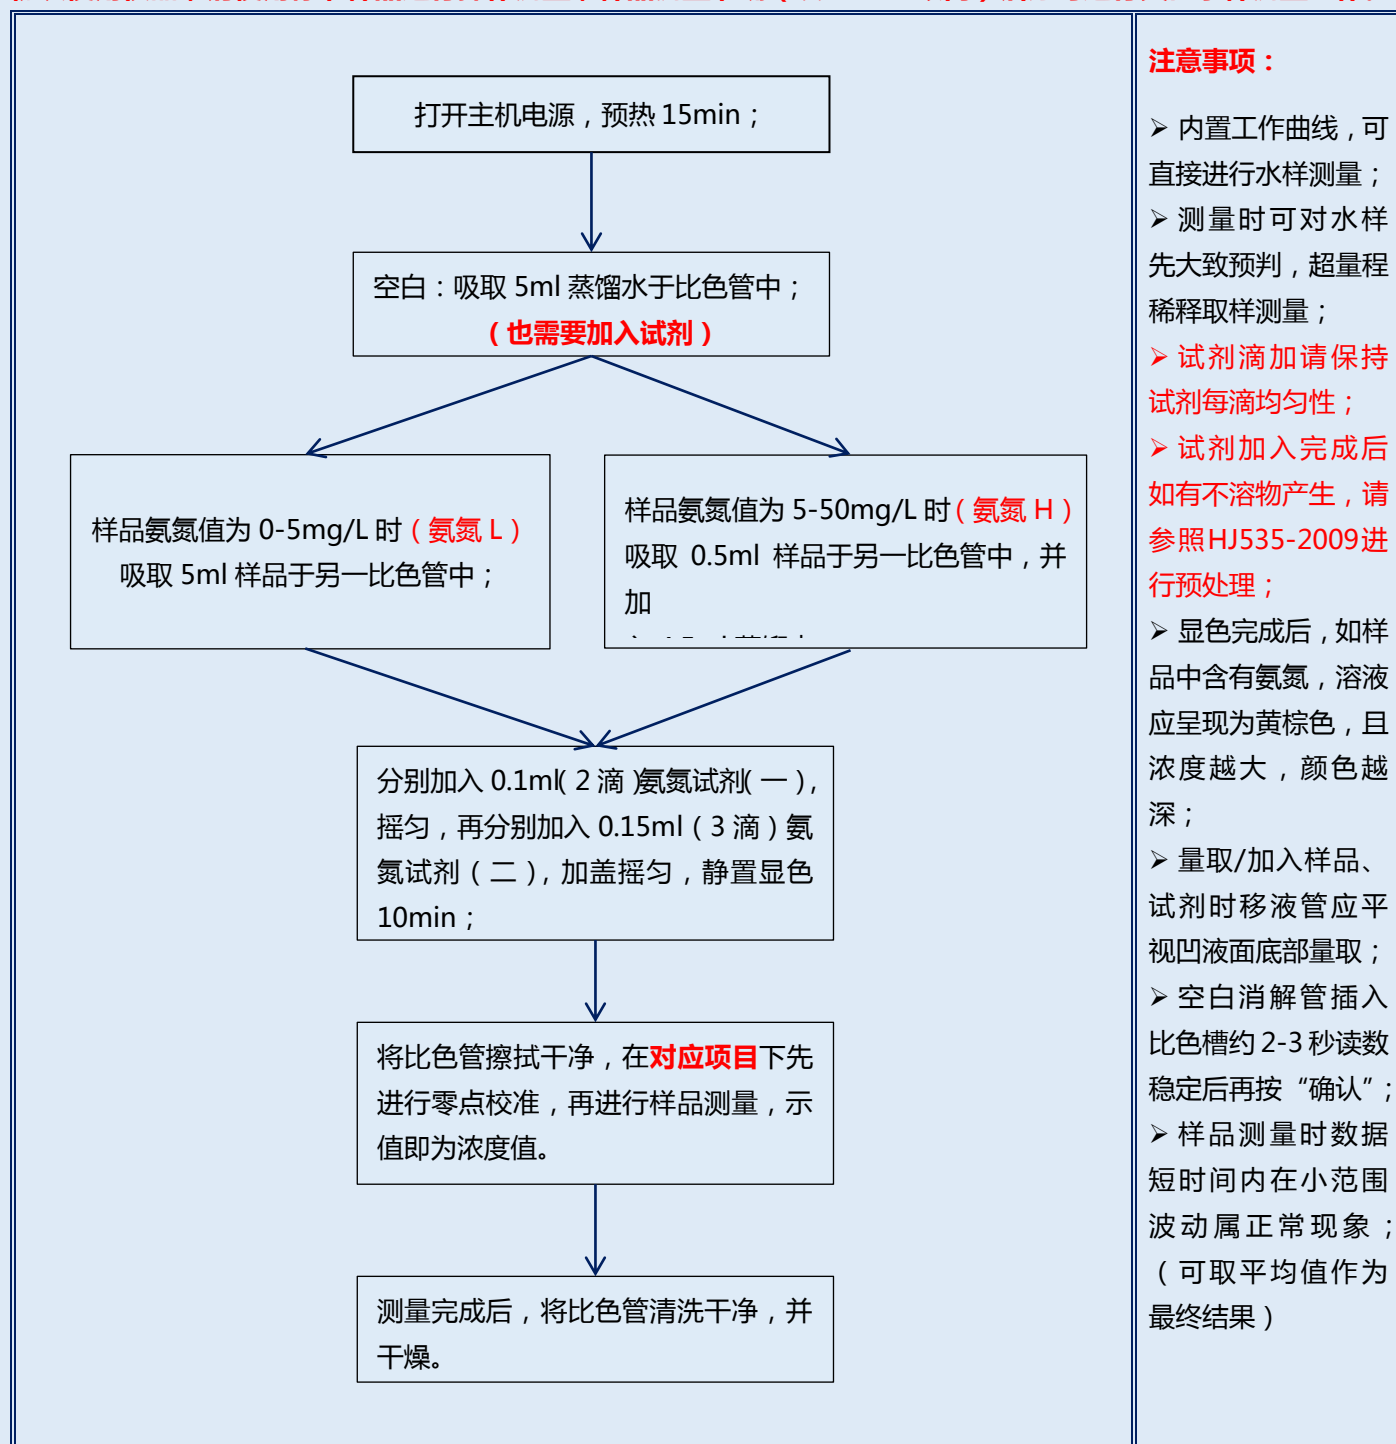 打开主机电源，预热 15min；
空白：吸取 5ml 蒸馏水于比色管中；
（也需要加入试剂）
样品氨氮值为 0-5mg/L 时（氨氮 L）
吸取 5ml 样品于另一比色管中；
样品氨氮值为 5-50mg/L 时（氨氮 H）
吸取 0.5ml 样品于另一比色管中，并
加
分别加入 0.1ml（2 滴）氨氮试剂（一），
摇匀，再分别加入 0.15ml（3 滴）氨
氮试剂（二），加盖摇匀，静置显色
10min；
将比色管擦拭干净，在对应项目下先
进行零点校准，再进行样品测量，示
值即为浓度值。
测量完成后，将比色管清洗干净，并
干燥。
注意事项：
➢ 内置工作曲线，可
直接进行水样测量；
➢ 测量时可对水样
先大致预判，超量程
稀释取样测量；
➢ 试剂滴加请保持
试剂每滴均匀性；
➢ 试剂加入完成后
如有不溶物产生，请
参照HJ535-2009进
行预处理；
➢ 显色完成后，如样
品中含有氨氮，溶液
应呈现为黄棕色，且
浓度越大，颜色越
深；
➢ 量取/加入样品、
试剂时移液管应平
视凹液面底部量取；
➢ 空白消解管插入
比色槽约 2-3 秒读数
稳定后再按“确认”；
➢ 样品测量时数据
短时间内在小范围
波动属正常现象；
（可取平均值作为
最终结果）